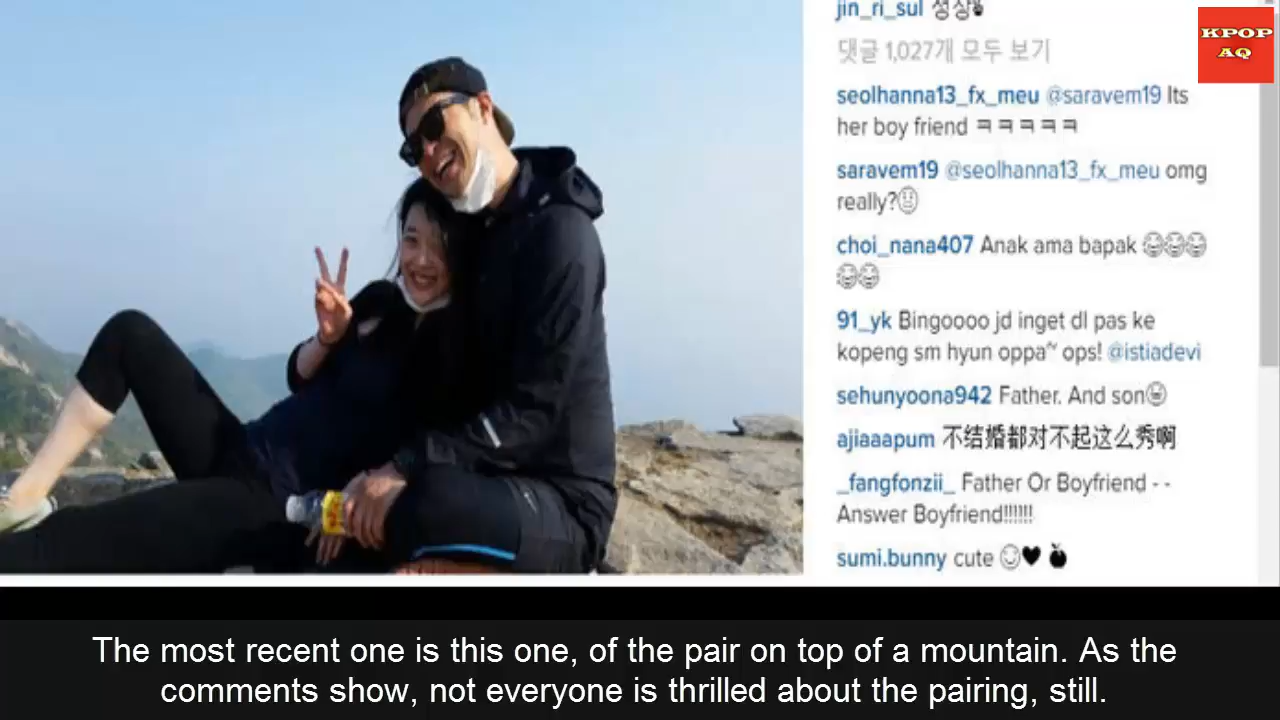 jin_ri_sul 정상
KPOP
AQ
댓글 1,027개 모두 보기
seolhanna13_fx_meu @saravem19 Its
her boy friend ㅋㅋㅋㅋㅋ
saravem19 @seolhanna13_fx_meu omg
really?
choi_nana407 Anak ama bapak
91_yk Bingoooo jd inget dl pas ke
kopeng sm hyun oppa~ ops! @istiadevi
sehunyoona942 Father. And son
ajiaaapum 不结婚都对不起这么秀啊
_fangfonzii_ Father Or Boyfriend - -
Answer Boyfriend!!!!!!
sumi.bunny cute
The most recent one is this one, of the pair on top of a mountain. As the
comments show, not everyone is thrilled about the pairing, still.